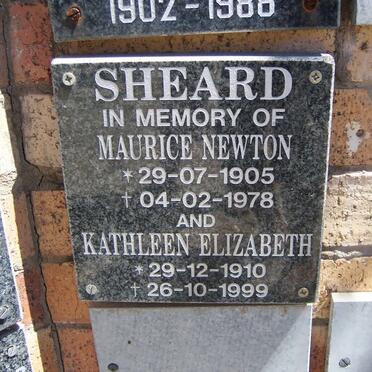 1902-1988
SHEARD
IN MEMORY OF
MAURICE NEWTON
* 29-07-1905
† 04-02-1978
AND
KATHLEEN ELIZABETH
* 29-12-1910
† 26-10-1999